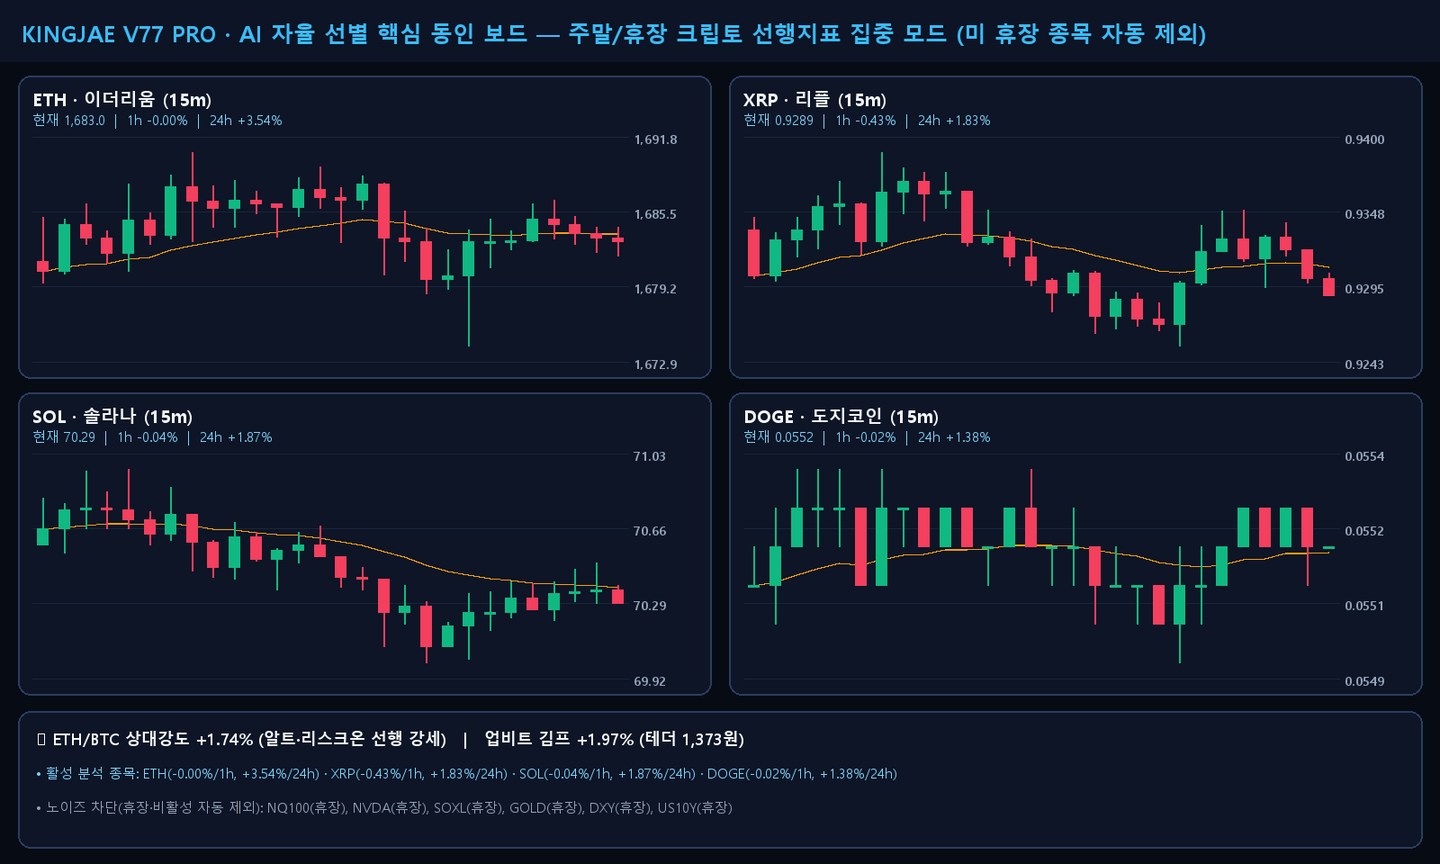 KINGJAE V77 PRO · AI 자율 선별 핵심 동인 보드 — 주말/휴장 크립토 선행지표 집중 모드 (미 휴장 종목 자동 제외)
ETH · 이더리움 (15m)
현재 1,683.0 | 1h -0.00% | 24h +3.54%
1,691.8
1,685.5
1,679.2
1,672.9
XRP · 리플 (15m)
현재 0.9289 | 1h -0.43% | 24h +1.83%
0.9400
0.9348
0.9295
0.9243
SOL · 솔라나 (15m)
현재 70.29 | 1h -0.04% | 24h +1.87%
71.03
70.66
70.29
69.92
DOGE · 도지코인 (15m)
현재 0.0552 | 1h -0.02% | 24h +1.38%
0.0554
0.0552
0.0551
0.0549
ETH/BTC 상대강도 +1.74% (알트·리스크온 선행 강세) | 업비트 김프 +1.97% (테더 1,373원)
• 활성 분석 종목: ETH(-0.00%/1h, +3.54%/24h) · XRP(-0.43%/1h, +1.83%/24h) · SOL(-0.04%/1h, +1.87%/24h) · DOGE(-0.02%/1h, +1.38%/24h)
• 노이즈 차단(휴장·비활성 자동 제외): NQ100(휴장), NVDA(휴장), SOXL(휴장), GOLD(휴장), DXY(휴장), US10Y(휴장)